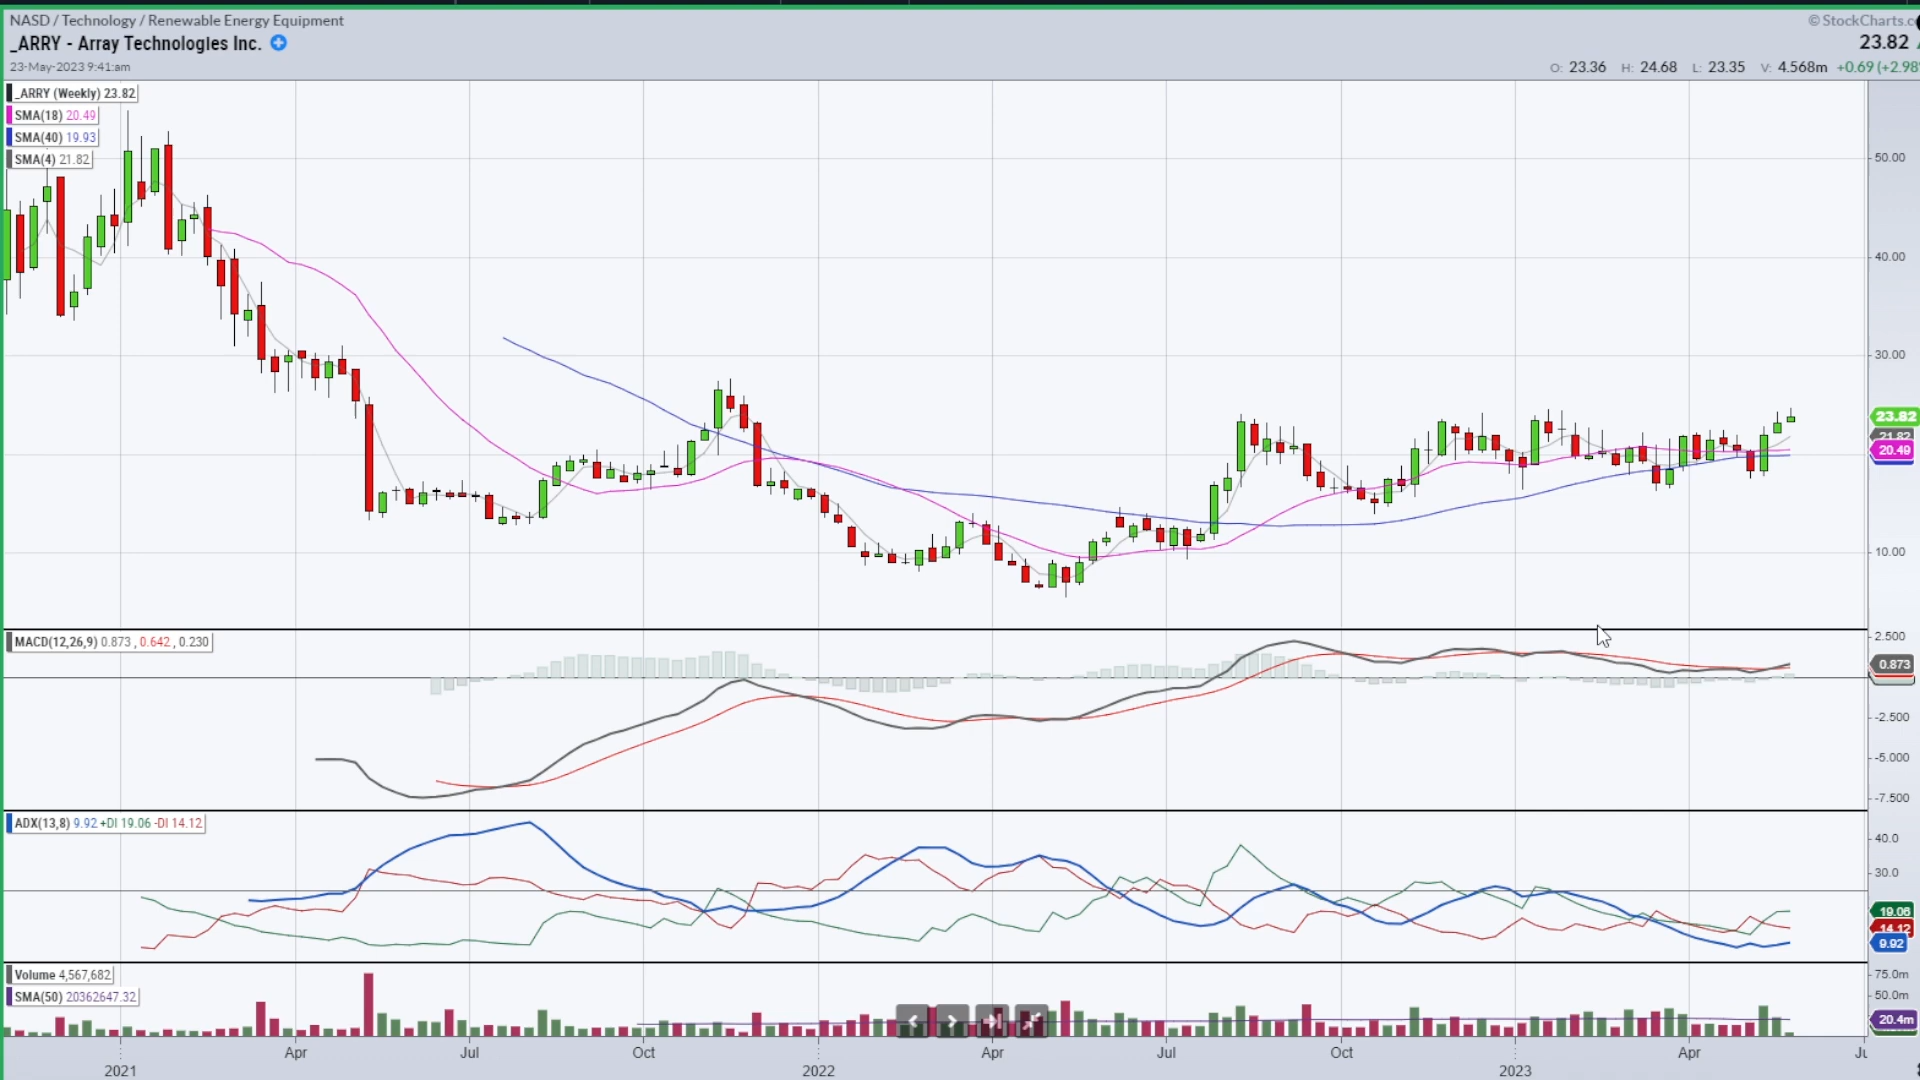 NASD / Technology / Renewable Energy Equipment
© StockCharts.c
_ARRY - Array Technologies Inc.
23.82
23-May-2023 9:41:am
O: 23.36 H: 24.68 L: 23.35 V: 4.568m +0.69 (+2.98
_ARRY (Weekly) 23.82
SMA(18) 20.49
SMA(40) 19.93
SMA(4) 21.82
50.00
40.00
30.00
23.82
21.82
20.49
10.00
MACD(12,26,9) 0.873 , 0.642 , 0.230
2.500
0.873
-2.500
-5.000
-7.500
ADX(13,8) 9.92 +DI 19.06 -DI 14.12
40.0
30.0
19.06
14.12
9.92
Volume 4,567,682
SMA(50) 20362647.32
75.0m
50.0m
20.4m
Apr Jul Oct Apr Jul Oct Apr Ju
2021 2022 2023